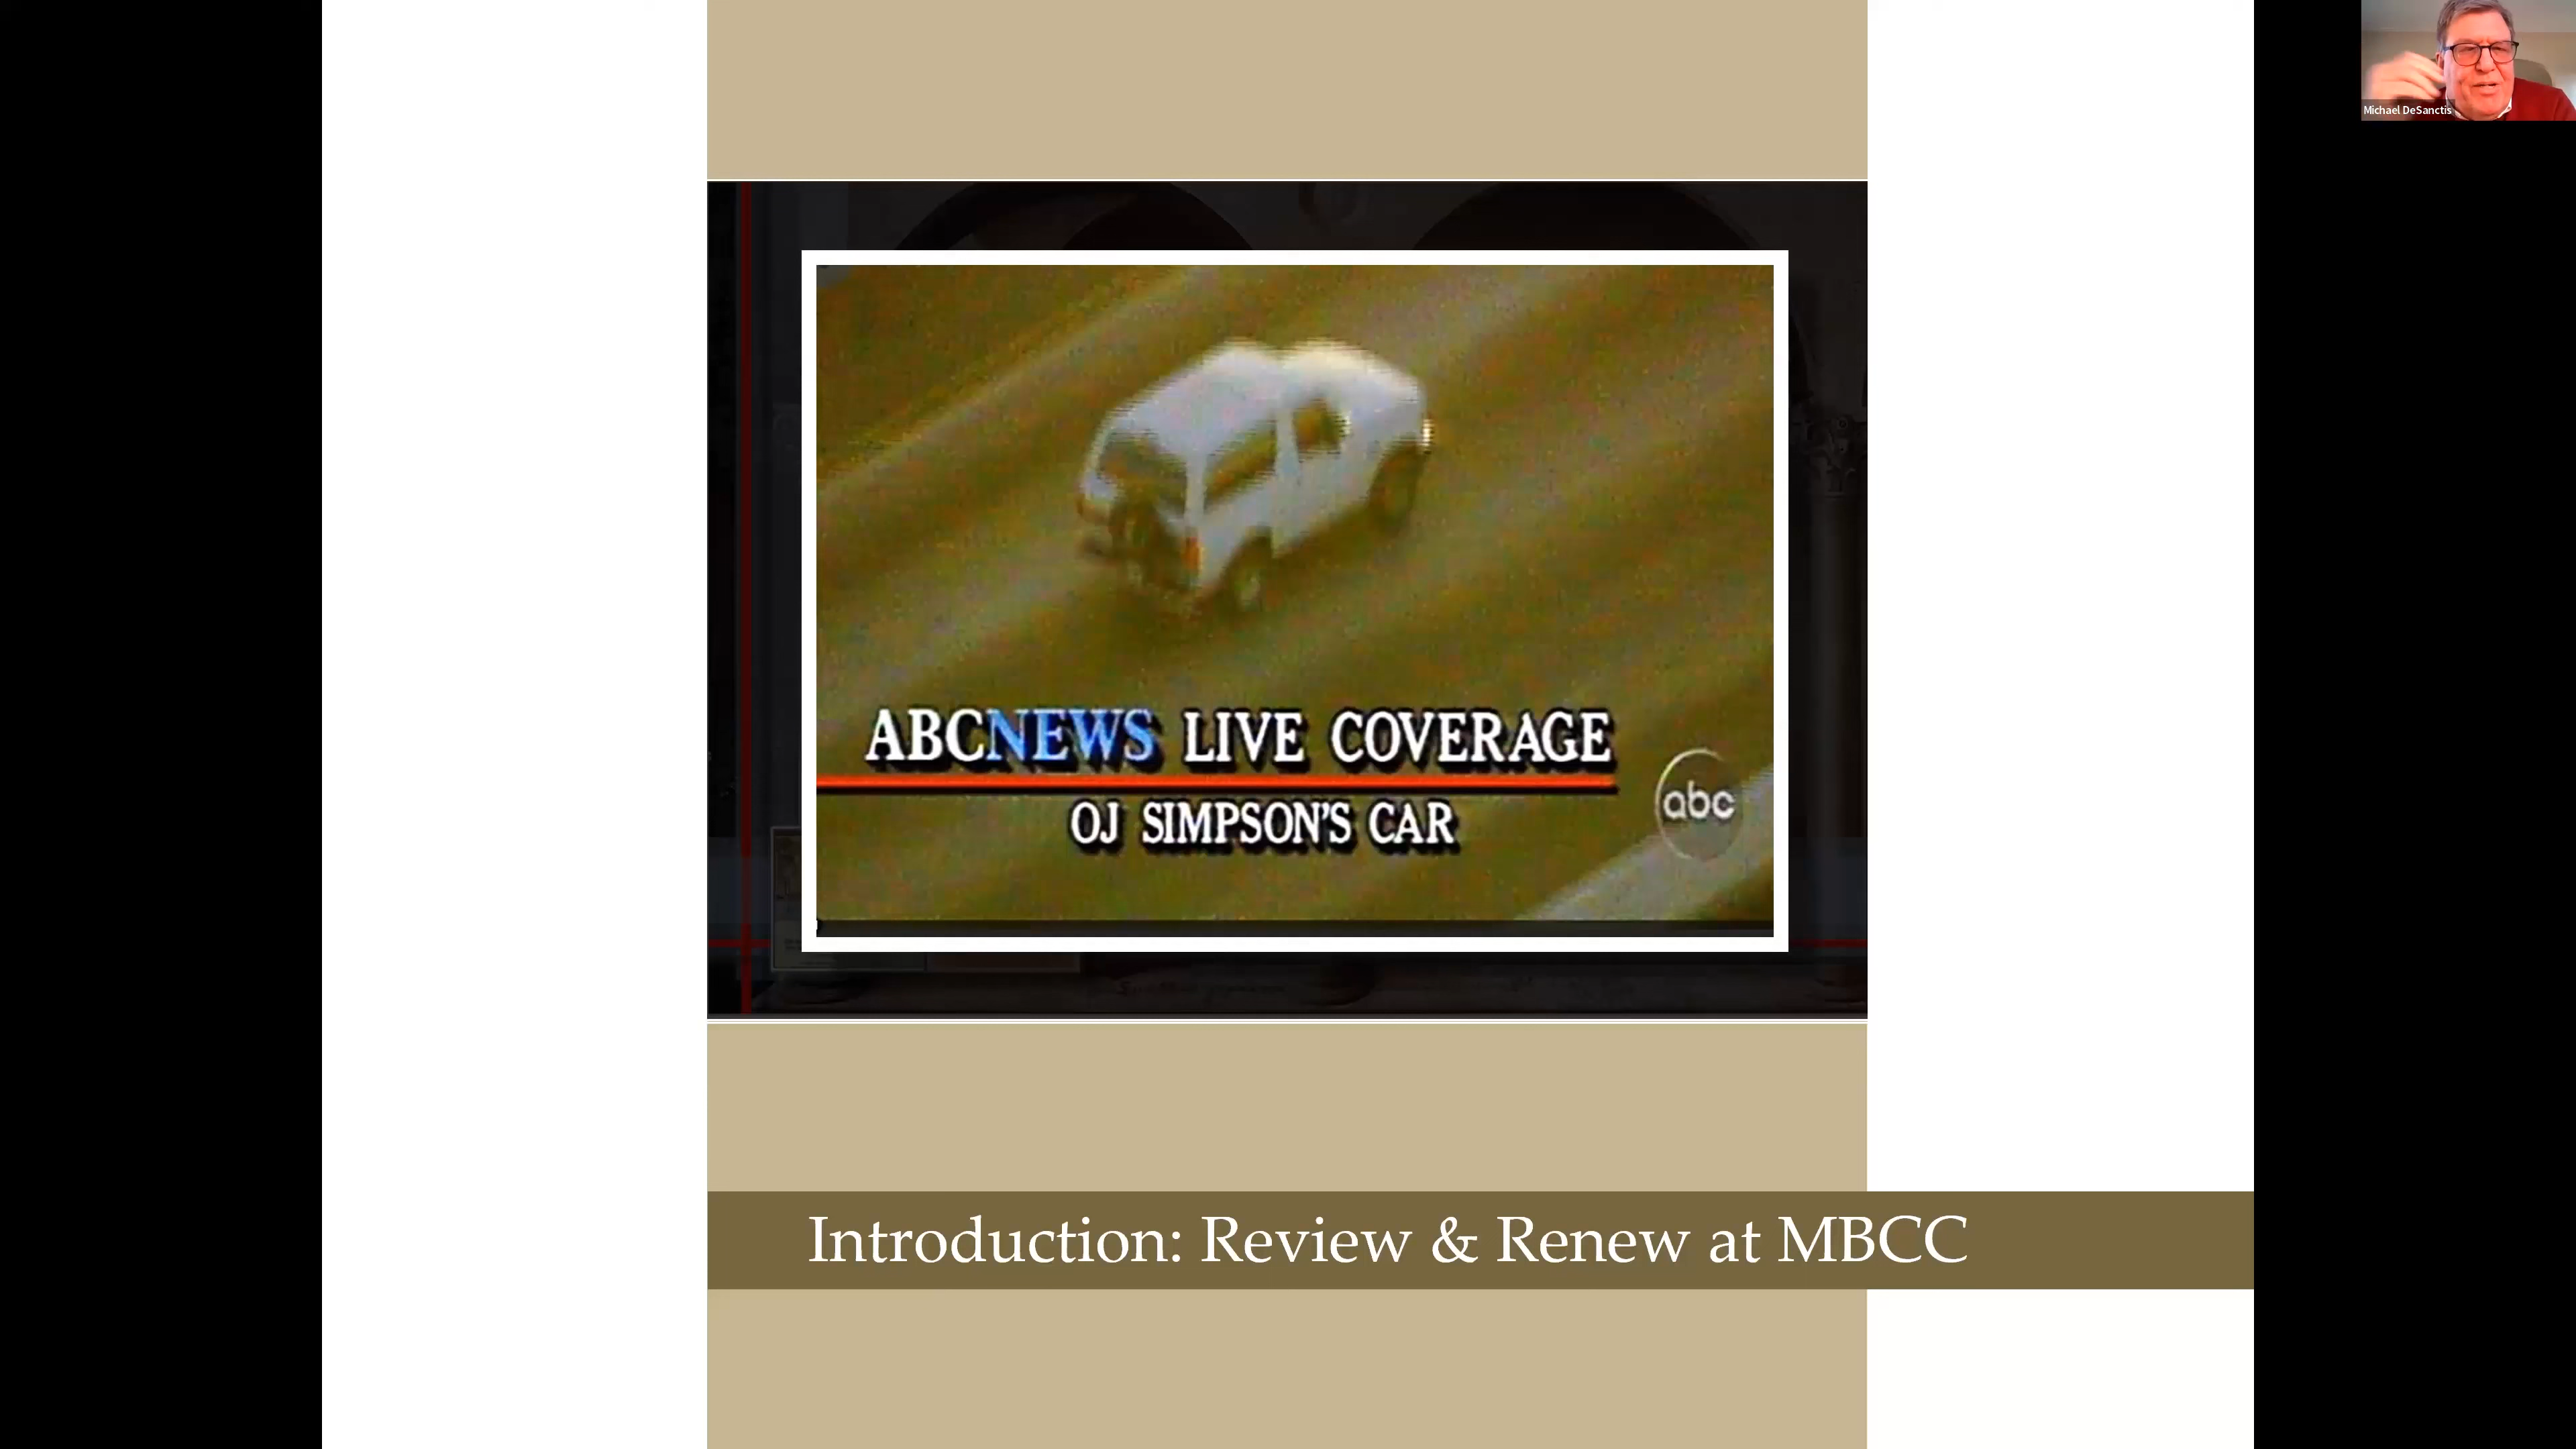 Michael DeSanctis
ABCNEWS LIVE COVERAGE
OJ SIMPSON'S CAR
abc
Introduction: Review & Renew at MBCC